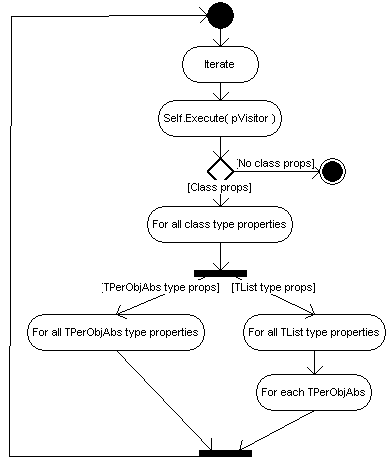 Iterate
Self.Execute( pVisitor )
[No class props]
[Class props]
For all class type properties
[TPerObjAbs type props]
[TList type props]
For all TPerObjAbs type properties
For all TList type properties
For each TPerObjAbs